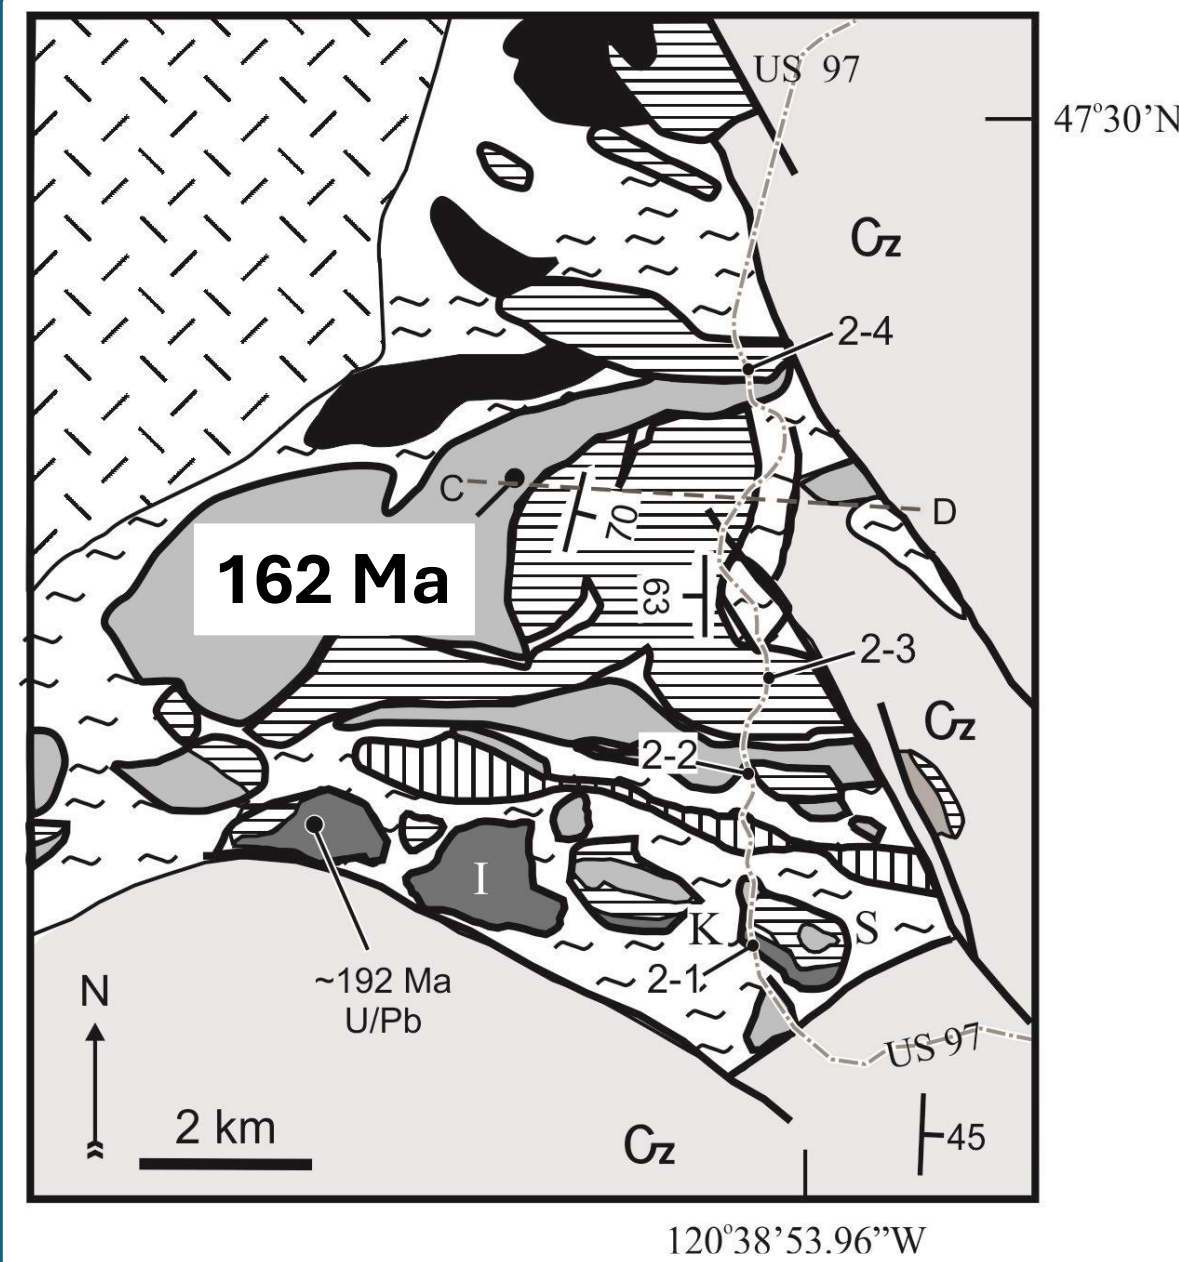 US 97
47°30’N
Cz
2-4
C
D
70
162 Ma
63
2-3
Cz
2-2
I
K
S
2-1
~192 Ma
U/Pb
N
US 97
2 km
45
Cz
120°38’53.96”W